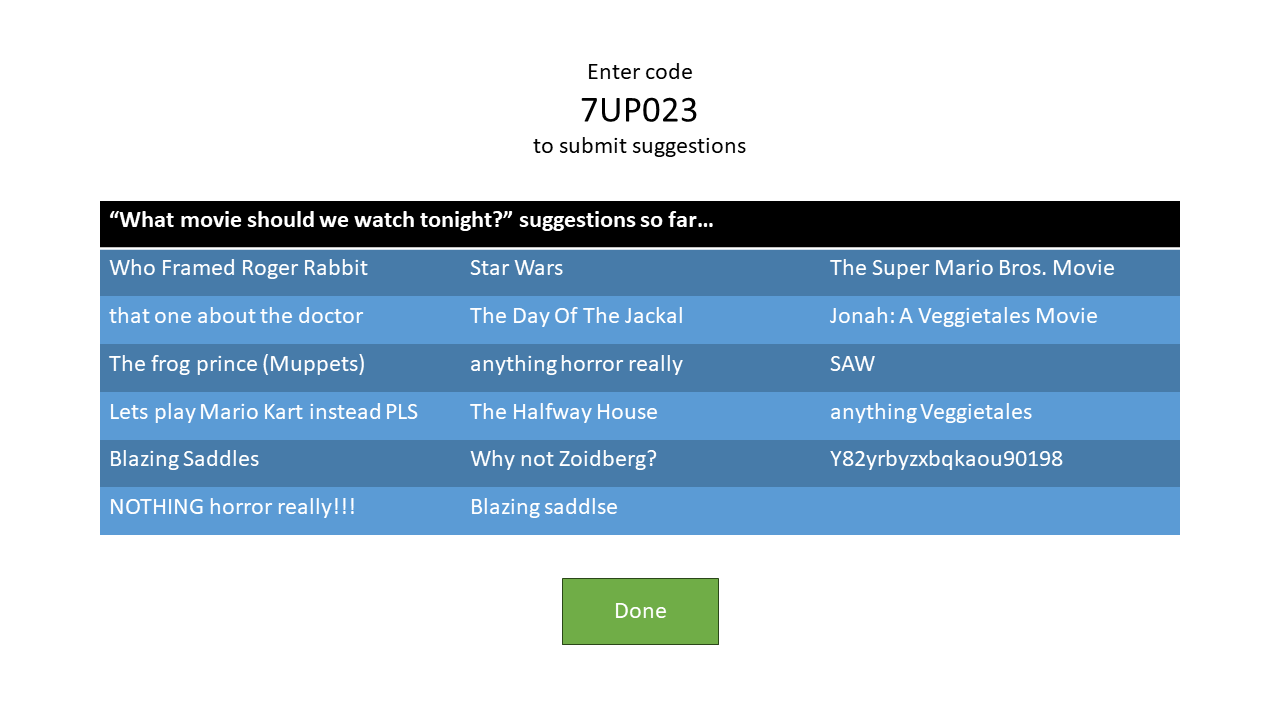 Enter code
7UP023
to submit suggestions
“What movie should we watch tonight?” suggestions so far…
Who Framed Roger Rabbit
Star Wars
The Super Mario Bros. Movie
that one about the doctor
The Day Of The Jackal
Jonah: A Veggietales Movie
The frog prince (Muppets)
anything horror really
SAW
Lets play Mario Kart instead PLS
The Halfway House
anything Veggietales
Blazing Saddles
Why not Zoidberg?
Y82yrbyzxbqkaou90198
NOTHING horror really!!!
Blazing saddlse
Done